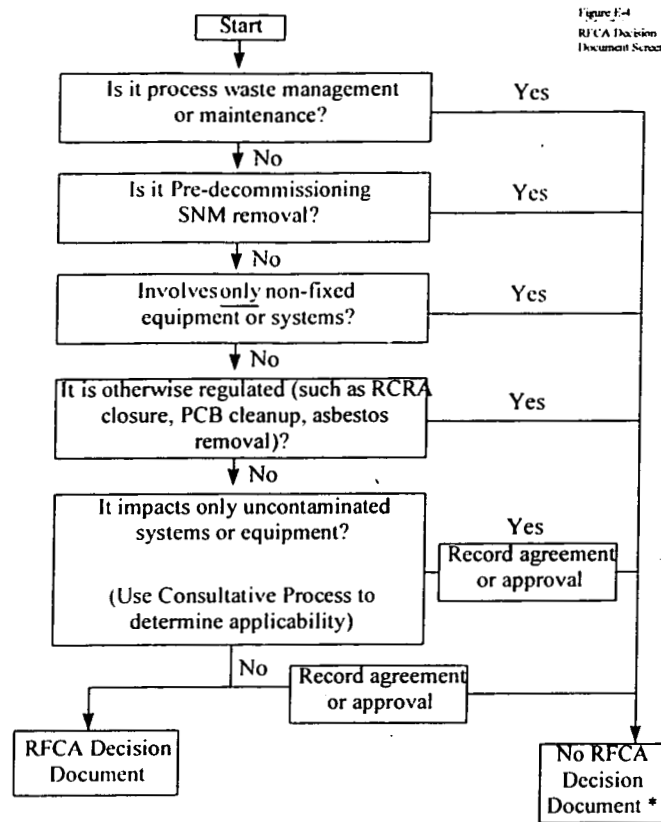 Figure E-4
RFCA Decision
Document Screen
Start
Is it process waste management
or maintenance?
Yes
No
Is it Pre-decommissioning
SNM removal?
Yes
No
Involves only non-fixed
equipment or systems?
Yes
No
It is otherwise regulated (such as RCRA
closure, PCB cleanup, asbestos
removal)?
Yes
No
It impacts only uncontaminated
systems or equipment?
(Use Consultative Process to
determine applicability)
Yes
Record agreement
or approval
No
Record agreement
or approval
RFCA Decision
Document
No RFCA
Decision
Document *